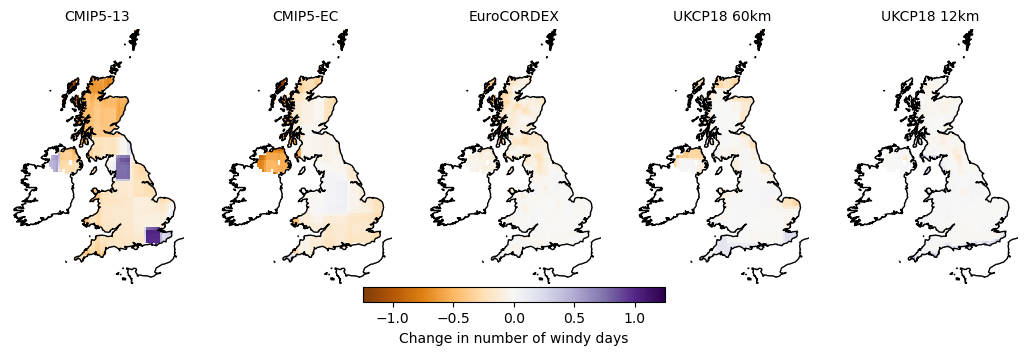 CMIP5-13
CMIP5-EC
EuroCORDEX
UKCP18 60km
UKCP18 12km
−1.0
−0.5
0.0
0.5
1.0
Change in number of windy days